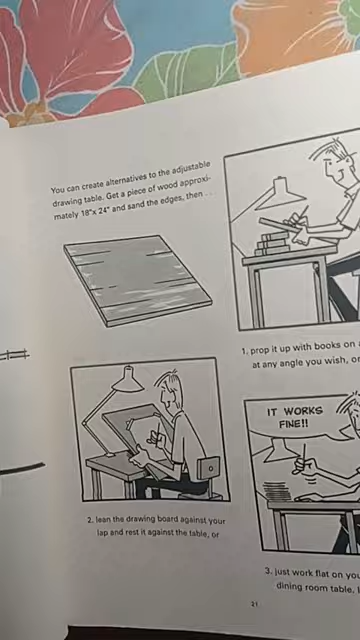 You can create alternatives to the adjustable
drawing table. Get a piece of wood approxi-
mately 18"x 24" and sand the edges, then . .
1. prop it up with books on
at any angle you wish, or
IT WORKS
FINE!!
2. lean the drawing board against your
lap and rest it against the table, or
3. just work flat on
dining room table.
21